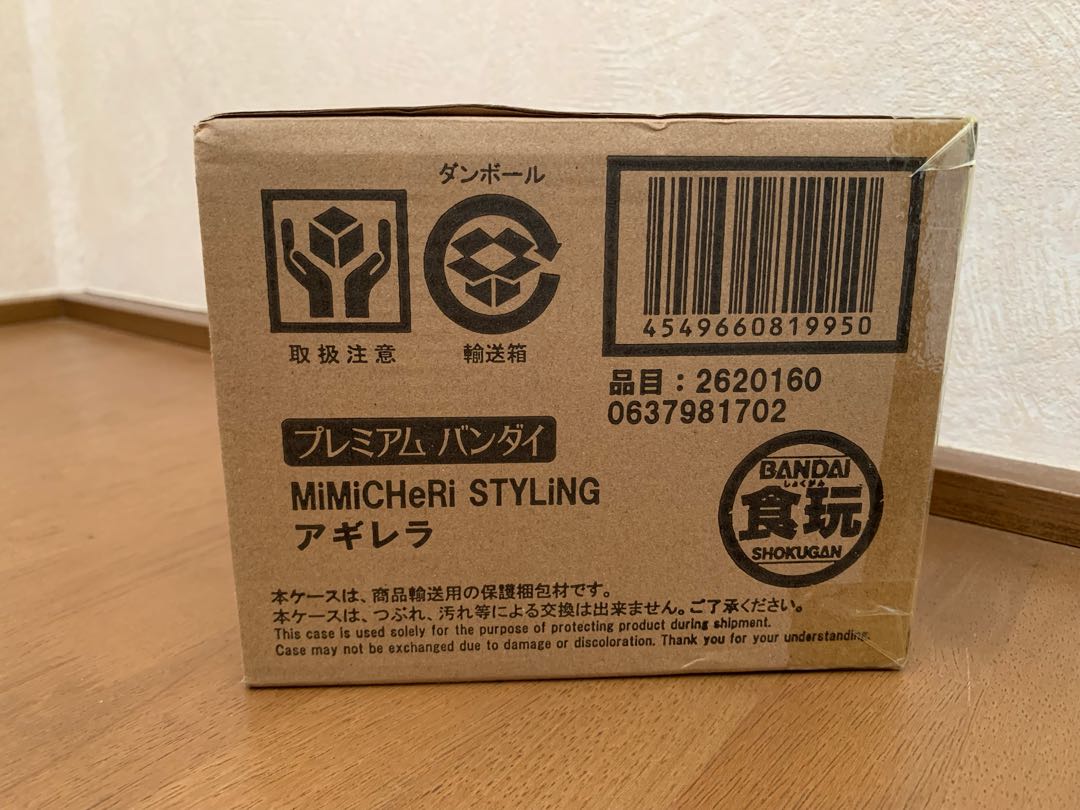 ダンボール
取扱注意
輸送箱
4549660819950
品目：2620160
0637981702
プレミアム バンダイ
MiMiCHeRi STYLiNG
アギレラ
BANDAI
しょくがん
食玩
SHOKUGAN
本ケースは、商品輸送用の保護梱包材です。
本ケースは、つぶれ、汚れ等による交換は出来ません。ご了承ください。
This case is used solely for the purpose of protecting product during shipment.
Case may not be exchanged due to damage or discoloration. Thank you for your understanding.